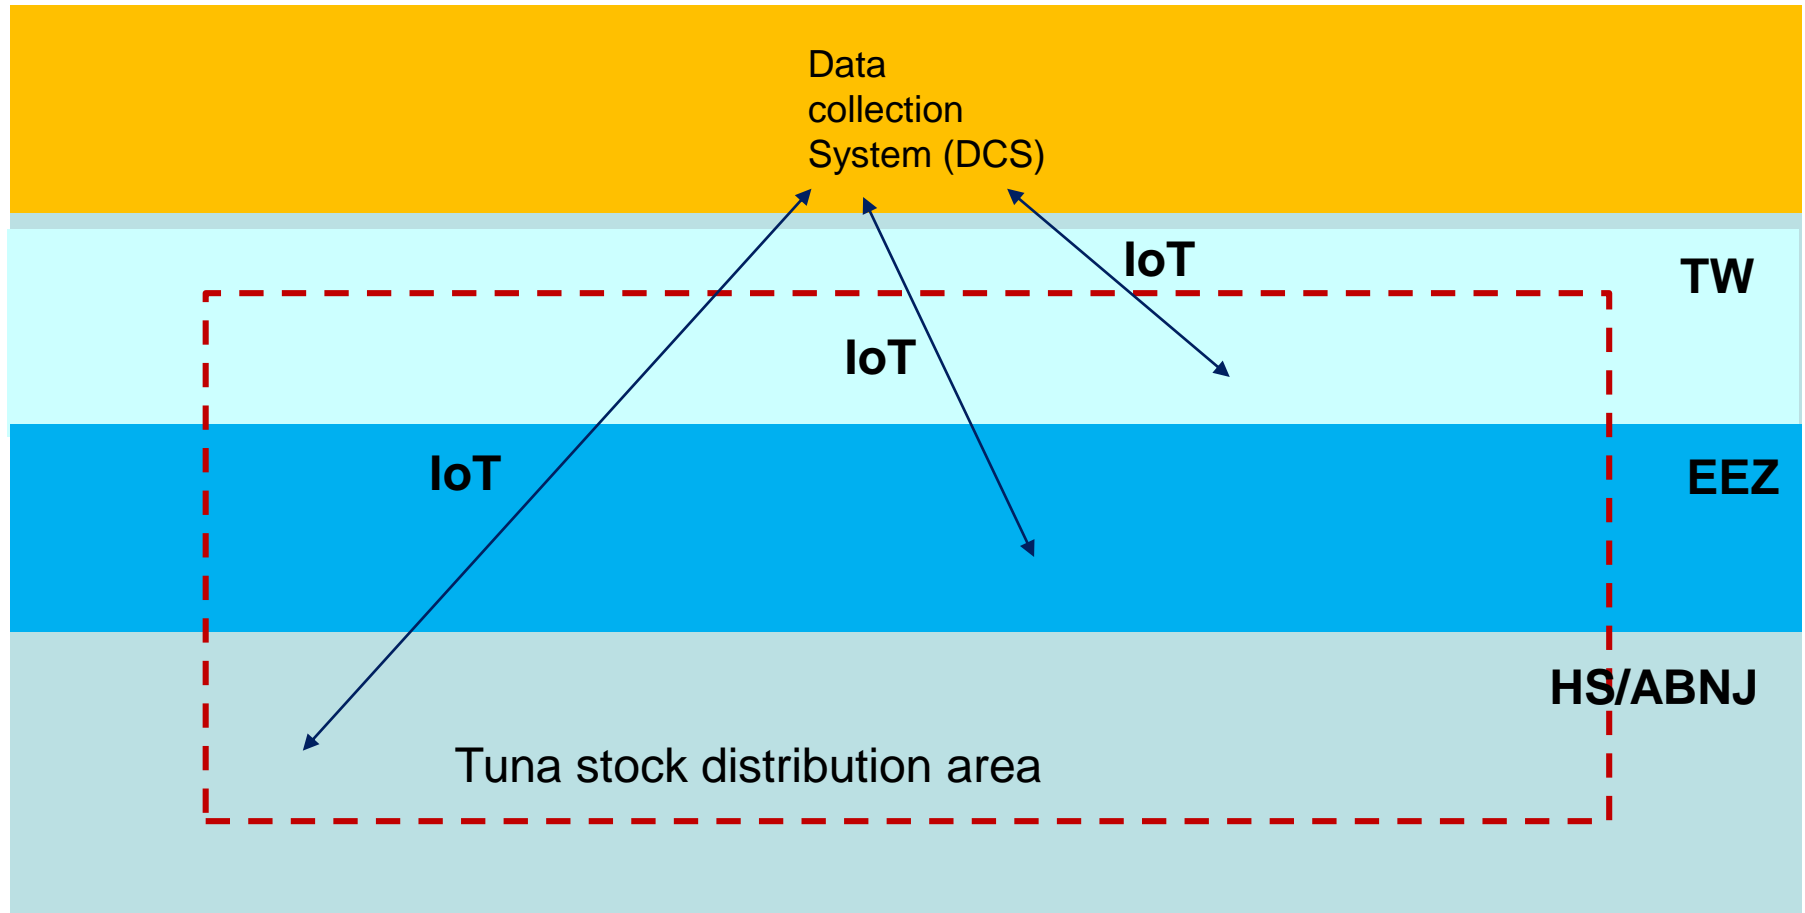 Data
collection
System (DCS)
IoT
TW
IoT
IoT
EEZ
HS/ABNJ
Tuna stock distribution area